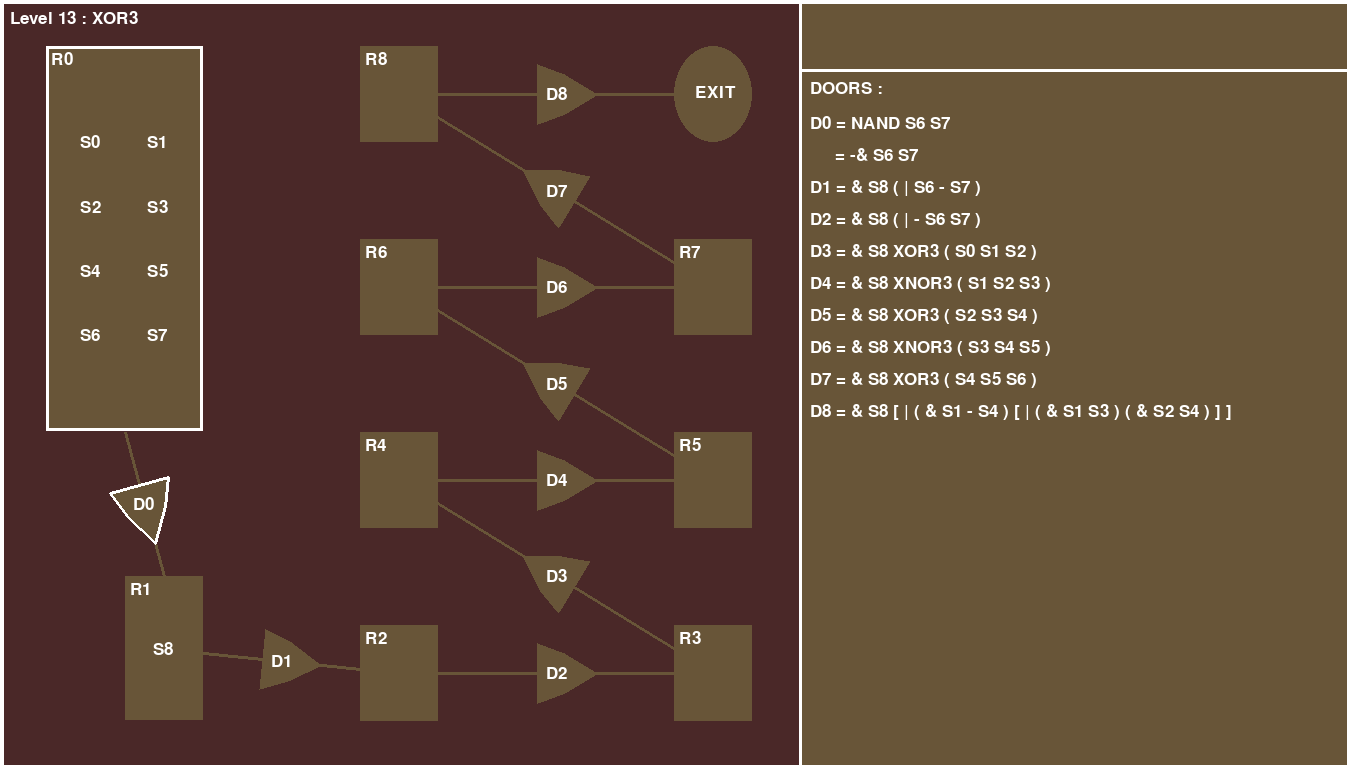 Level 13 : XOR3
R0
S0 S1
S2 S3
S4 S5
S6 S7
D0
R1
S8
D1
R8
D8
EXIT
D7
R6
D6
R7
D5
R4
D4
R5
D3
R2
D2
R3
DOORS :
D0 = NAND S6 S7
= -& S6 S7
D1 = & S8 ( | S6 - S7 )
D2 = & S8 ( | - S6 S7 )
D3 = & S8 XOR3 ( S0 S1 S2 )
D4 = & S8 XNOR3 ( S1 S2 S3 )
D5 = & S8 XOR3 ( S2 S3 S4 )
D6 = & S8 XNOR3 ( S3 S4 S5 )
D7 = & S8 XOR3 ( S4 S5 S6 )
D8 = & S8 [ | ( & S1 - S4 ) [ | ( & S1 S3 ) ( & S2 S4 ) ] ]